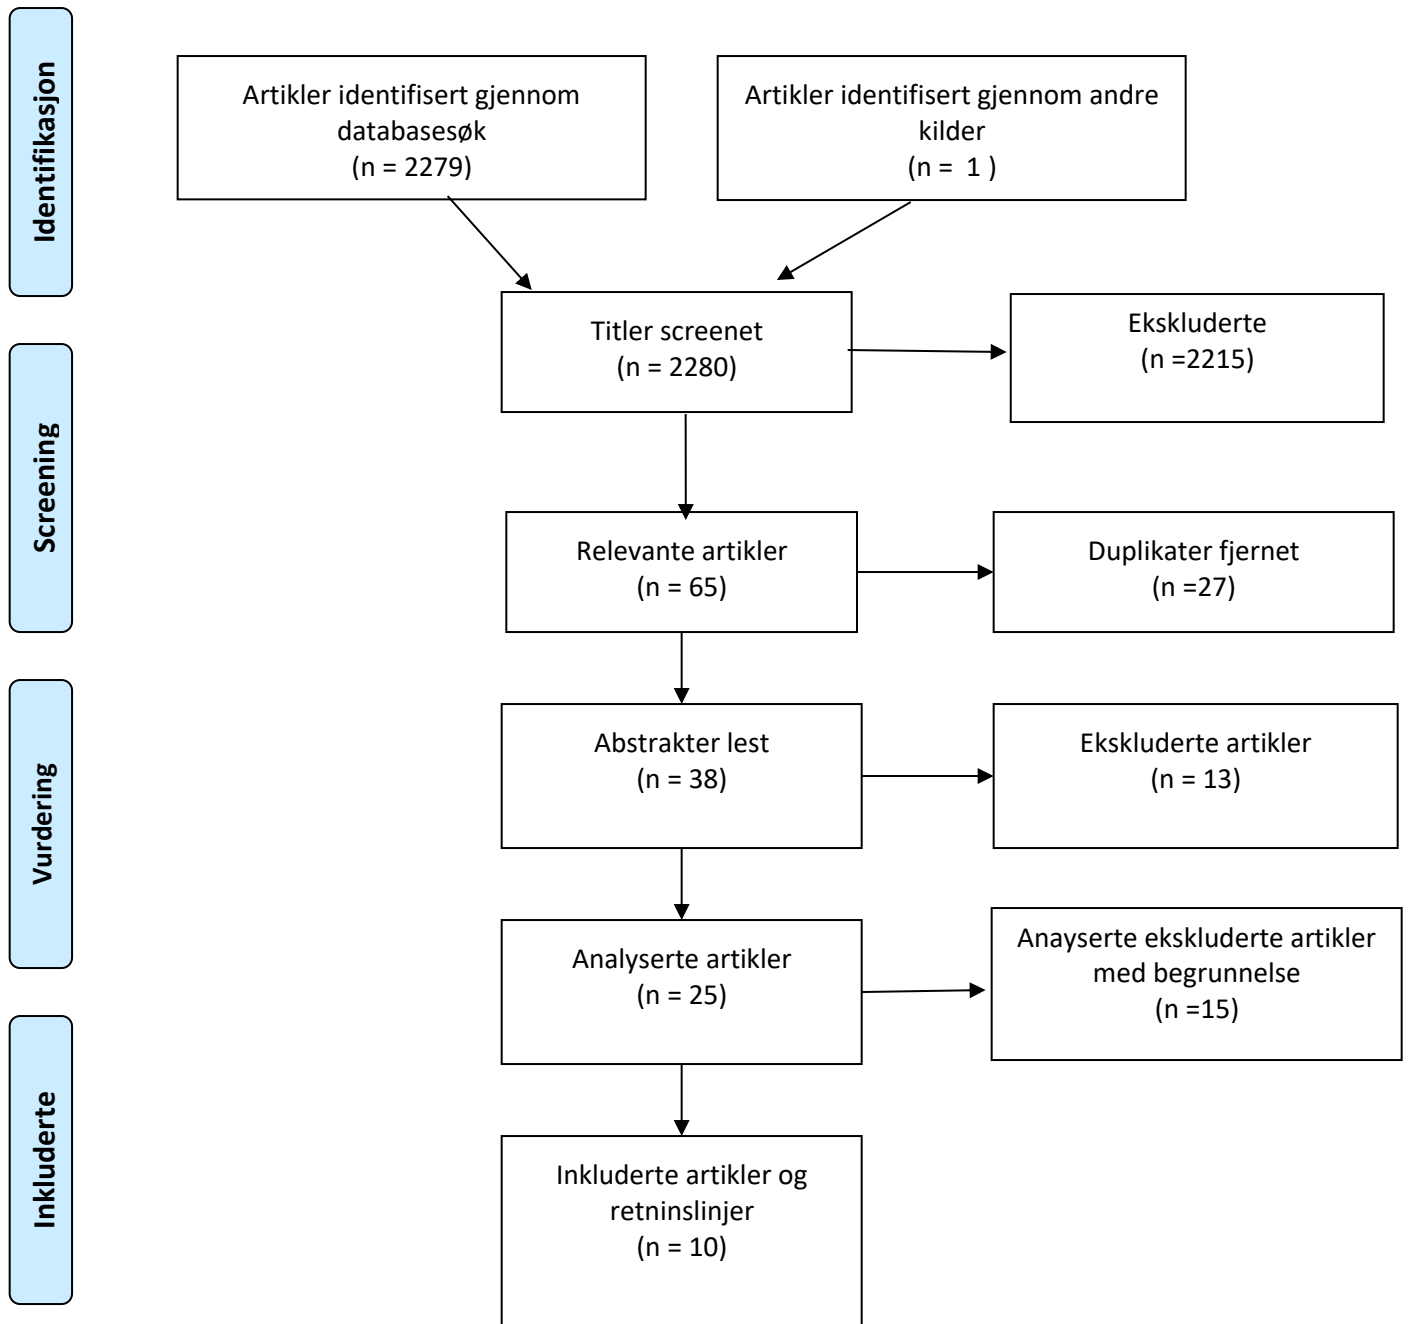 Identifikasjon
Artikler identifisert gjennom
databasesøk
(n = 2279)
Artikler identifisert gjennom andre
kilder
(n = 1 )
Screening
Titler screenet
(n = 2280)
Ekskluderte
(n =2215)
Relevante artikler
(n = 65)
Duplikater fjernet
(n =27)
Vurdering
Abstrakter lest
(n = 38)
Ekskluderte artikler
(n = 13)
Analyserte artikler
(n = 25)
Anayserte ekskluderte artikler
med begrunnelse
(n =15)
Inkluderte
Inkluderte artikler og
retninslinjer
(n = 10)